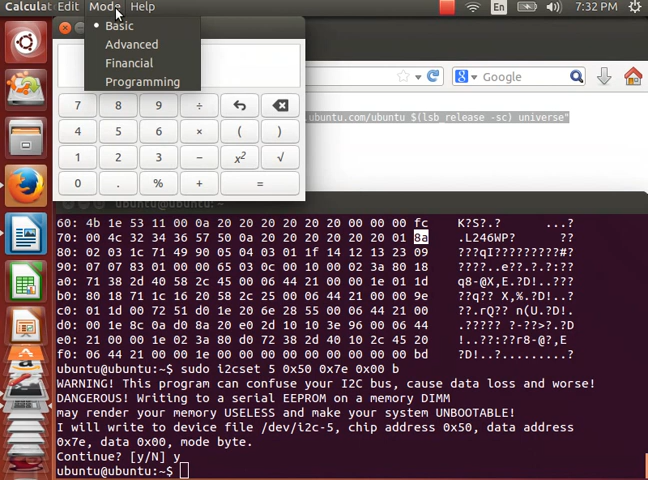 Calculat Edit Mode Help En 7:32 PM
Basic
Advanced
Financial
Programming
Google
7 8 9 ÷
4 5 6 × ( )
1 2 3 − x² √
0 . % + =
.ubuntu.com/ubuntu $(lsb_release -sc) universe"
ubuntu@ubuntu: ~
60: 4b 1e 53 11 00 0a 20 20 20 20 20 20 00 00 00 fc K?S?.? ...?
70: 00 4c 32 34 36 57 50 0a 20 20 20 20 20 20 01 8a .L246WP? ??
80: 02 03 1c 71 49 90 05 04 03 01 1f 14 12 13 23 09 ???qI?????????#?
90: 07 07 83 01 00 00 65 03 0c 00 10 00 02 3a 80 18 ????..e??.?.?:??
a0: 71 38 2d 40 58 2c 45 00 06 44 21 00 00 1e 01 1d q8-@X,E.?D!..???
b0: 80 18 71 1c 16 20 58 2c 25 00 06 44 21 00 00 9e ??q?? X,%.?D!..?
c0: 01 1d 00 72 51 d0 1e 20 6e 28 55 00 06 44 21 00 ??.rQ?? n(U.?D!.
d0: 00 1e 8c 0a d0 8a 20 e0 2d 10 10 3e 96 00 06 44 .????? ?-??>?.?D
e0: 21 00 00 1e 02 3a 80 d0 72 38 2d 40 10 2c 45 20 !..??:??r8-@?,E
f0: 06 44 21 00 00 1e 00 00 00 00 00 00 00 00 00 bd ?D!..?.........?
ubuntu@ubuntu:~$ sudo i2cset 5 0x50 0x7e 0x00 b
WARNING! This program can confuse your I2C bus, cause data loss and worse!
DANGEROUS! Writing to a serial EEPROM on a memory DIMM
may render your memory USELESS and make your system UNBOOTABLE!
I will write to device file /dev/i2c-5, chip address 0x50, data address
0x7e, data 0x00, mode byte.
Continue? [y/N] y
ubuntu@ubuntu:~$